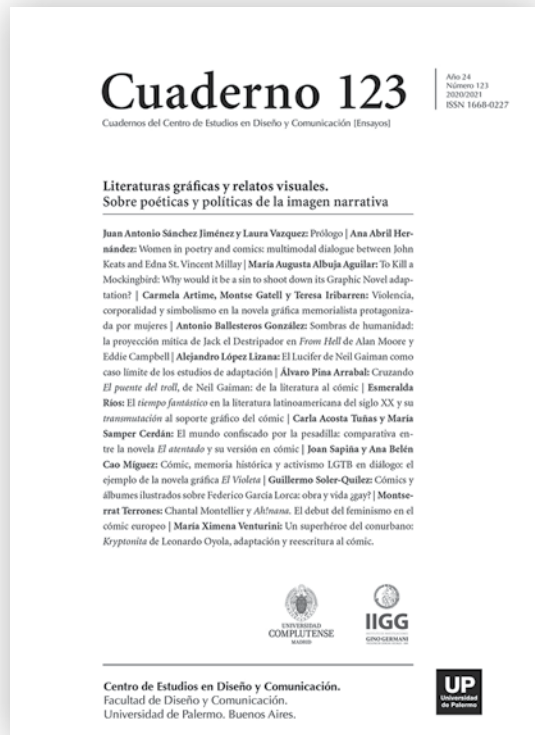 Cuaderno 123
Cuadernos del Centro de Estudios en Diseño y Comunicación [Ensayos]
Año 24
Número 123
2020/2021
ISSN 1668-0227
Literaturas gráficas y relatos visuales.
Sobre poéticas y políticas de la imagen narrativa
Juan Antonio Sánchez Jiménez y Laura Vazquez: Prólogo | Ana Abril Her-
nández: Women in poetry and comics: multimodal dialogue between John
Keats and Edna St. Vincent Millay | María Augusta Albuja Aguilar: To Kill a
Mockingbird: Why would it be a sin to shoot down its Graphic Novel adap-
tation? | Carmela Artime, Montse Gatell y Teresa Iribarren: Violencia,
corporalidad y simbolismo en la novela gráfica memorialista protagoniza-
da por mujeres | Antonio Ballesteros González: Sombras de humanidad:
la proyección mítica de Jack el Destripador en From Hell de Alan Moore y
Eddie Campbell | Alejandro López Lizana: El Lucifer de Neil Gaiman como
caso límite de los estudios de adaptación | Álvaro Pina Arrabal: Cruzando
El puente del troll, de Neil Gaiman: de la literatura al cómic | Esmeralda
Ríos: El tiempo fantástico en la literatura latinoamericana del siglo XX y su
transmutación al soporte gráfico del cómic | Carla Acosta Tuñas y María
Samper Cerdán: El mundo confiscado por la pesadilla: comparativa en-
tre la novela El atentado y su versión en cómic | Joan Sapiña y Ana Belén
Cao Míguez: Cómic, memoria histórica y activismo LGTB en diálogo: el
ejemplo de la novela gráfica El Violeta | Guillermo Soler-Quílez: Cómics y
álbumes ilustrados sobre Federico García Lorca: obra y vida ¿gay? | Montse-
rrat Terrones: Chantal Montellier y Ah!nana. El debut del feminismo en el
cómic europeo | María Ximena Venturini: Un superhéroe del conurbano:
Kryptonita de Leonardo Oyola, adaptación y reescritura al cómic.
UNIVERSIDAD
COMPLUTENSE
MADRID
IIGG
GINO GERMANI
Centro de Estudios en Diseño y Comunicación.
Facultad de Diseño y Comunicación.
Universidad de Palermo. Buenos Aires.
UP
Universidad
de Palermo